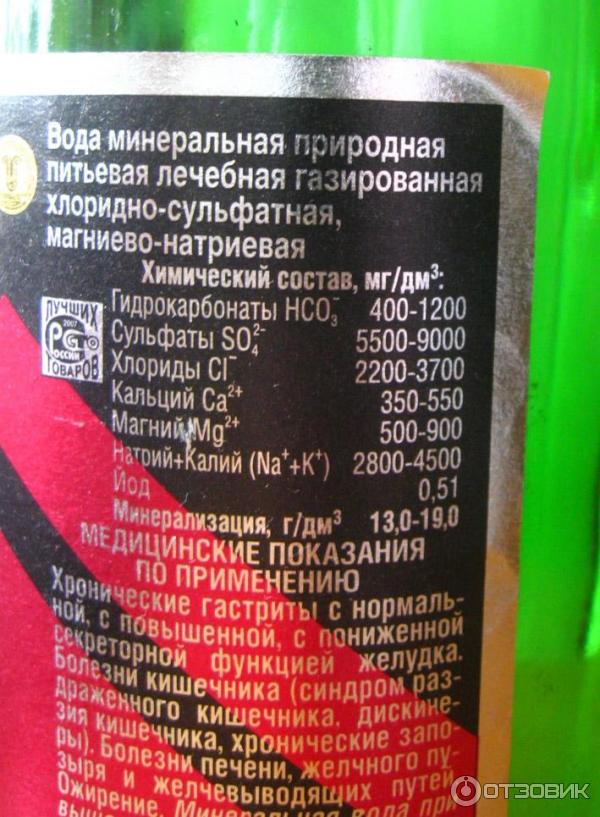 Вода минеральная природная
питьевая лечебная газированная
хлоридно-сульфатная,
магниево-натриевая
Химический состав, мг/дм³:
Гидрокарбонаты HCO₃⁻ 400-1200
Сульфаты SO₄²⁻ 5500-9000
Хлориды Cl⁻ 2200-3700
Кальций Ca²⁺ 350-550
Магний Mg²⁺ 500-900
Натрий+Калий (Na⁺+K⁺) 2800-4500
Йод 0,51
Минерализация, г/дм³ 13,0-19,0
ЛУЧШИХ
2007
РОССИИ
ТОВАРОВ
МЕДИЦИНСКИЕ ПОКАЗАНИЯ
ПО ПРИМЕНЕНИЮ
Хронические гастриты с нормаль-
ной, с повышенной, с пониженной
секреторной функцией желудка.
Болезни кишечника (синдром раз-
драженного кишечника, дискине-
зия кишечника, хронические запо-
ры). Болезни печени, желчного пу-
зыря и желчевыводящих путей.
Ожирение. Минеральная вода при
ОТЗОВИК